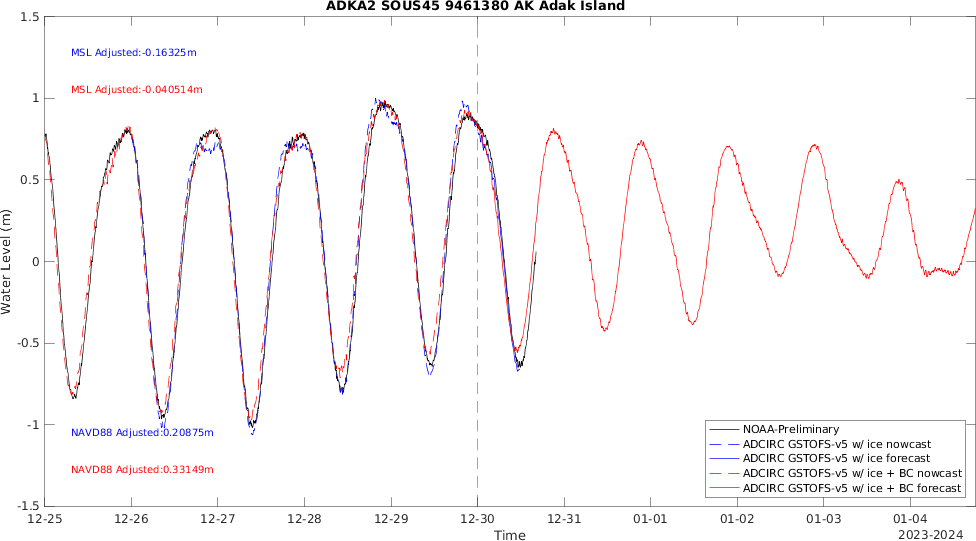 ADKA2 SOUS45 9461380 AK Adak Island
1.5
1
0.5
0
-0.5
-1
-1.5
Water Level (m)
MSL Adjusted:-0.16325m
MSL Adjusted:-0.040514m
NAVD88 Adjusted:0.20875m
NAVD88 Adjusted:0.33149m
NOAA-Preliminary
ADCIRC GSTOFS-v5 w/ ice nowcast
ADCIRC GSTOFS-v5 w/ ice forecast
ADCIRC GSTOFS-v5 w/ ice + BC nowcast
ADCIRC GSTOFS-v5 w/ ice + BC forecast
12-25 12-26 12-27 12-28 12-29 12-30 12-31 01-01 01-02 01-03 01-04
Time
2023-2024